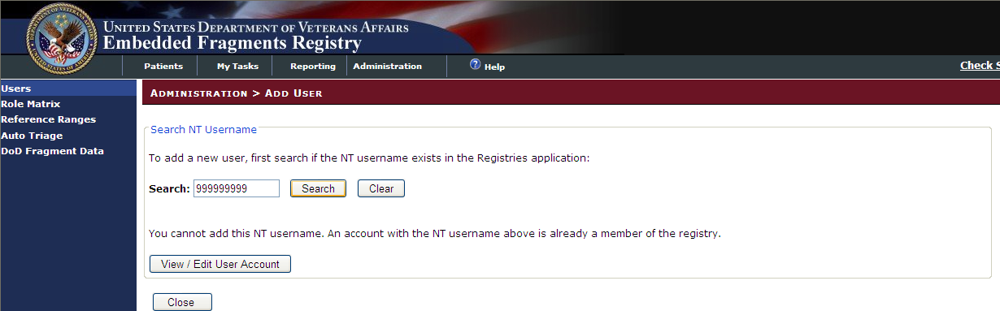 UNITED STATES DEPARTMENT OF VETERANS AFFAIRS
Embedded Fragments Registry
Patients My Tasks Reporting Administration ? Help Check S
Users
Role Matrix
Reference Ranges
Auto Triage
DoD Fragment Data
ADMINISTRATION > ADD USER
Search NT Username
To add a new user, first search if the NT username exists in the Registries application:
Search: 999999999 Search Clear
You cannot add this NT username. An account with the NT username above is already a member of the registry.
View / Edit User Account
Close